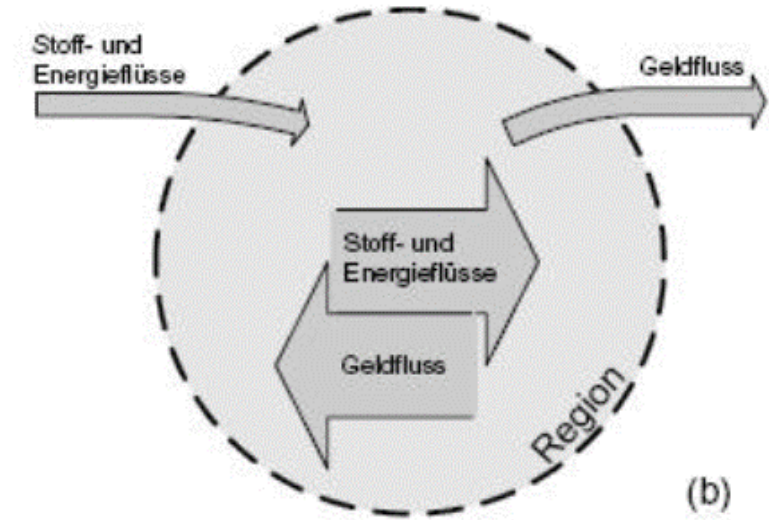 Stoff- und
Energieflüsse
Geldfluss
Stoff- und
Energieflüsse
Geldfluss
Region
(b)